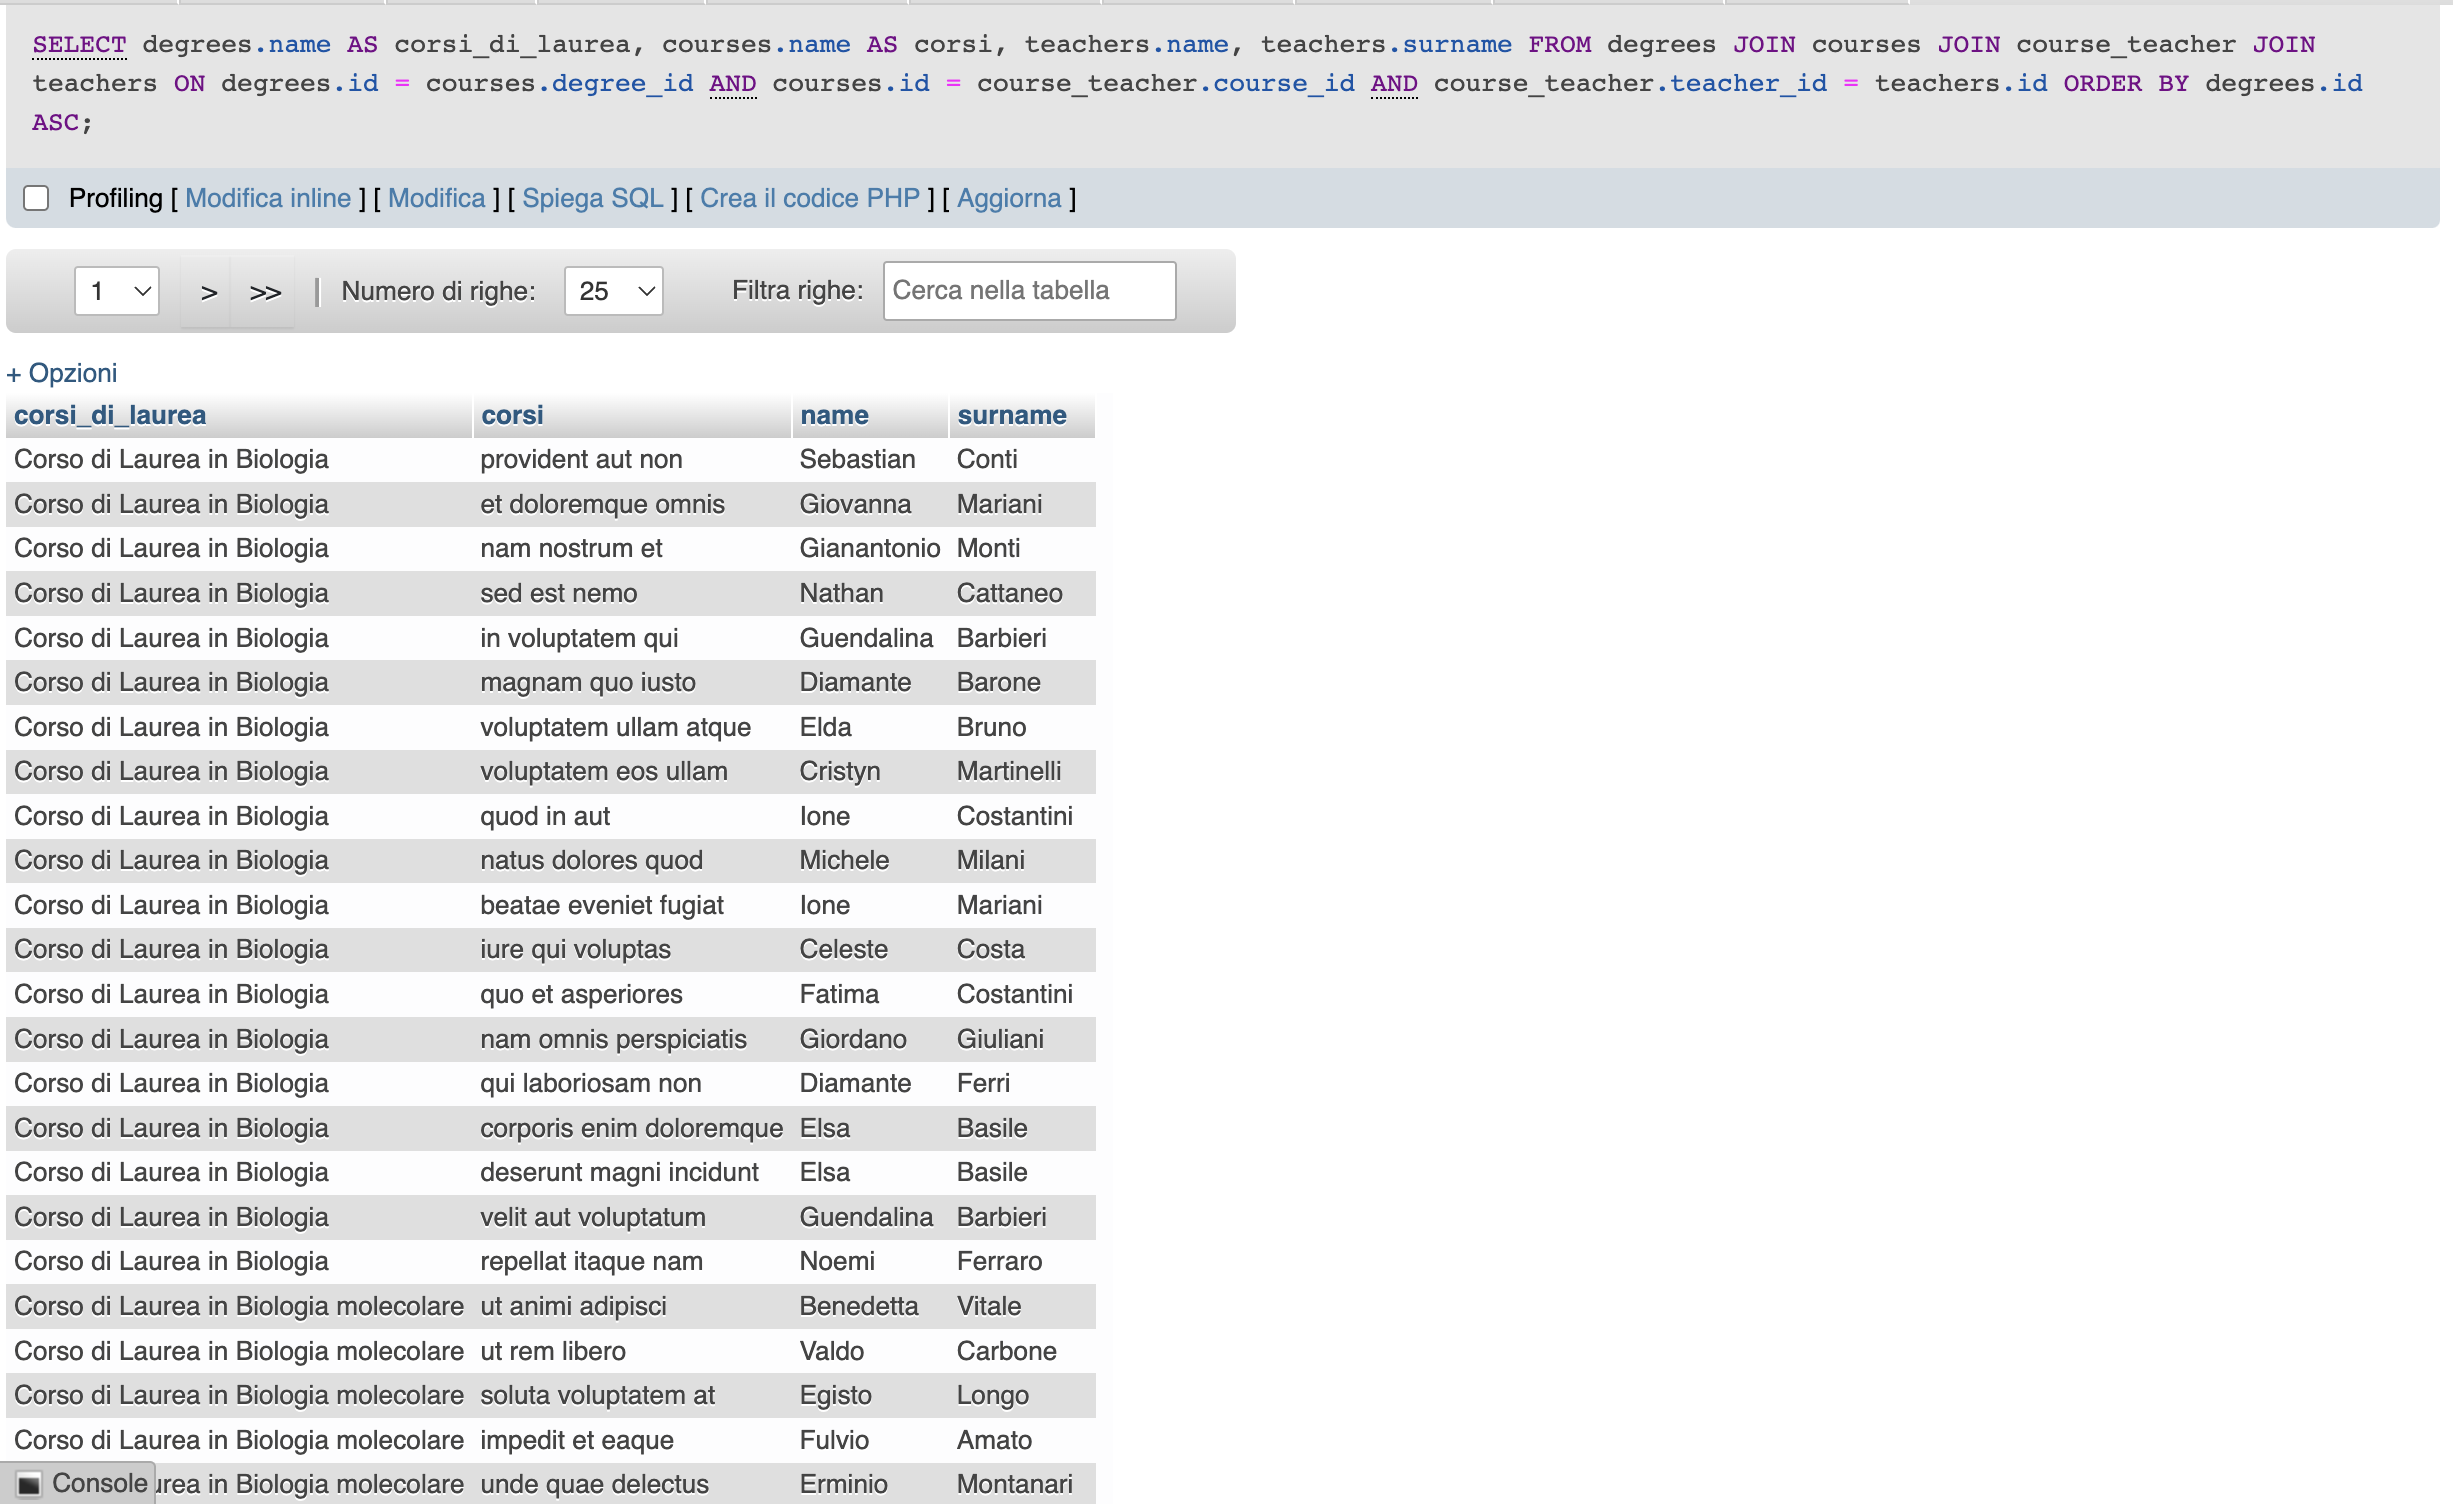 SELECT degrees.name AS corsi_di_laurea, courses.name AS corsi, teachers.name, teachers.surname FROM degrees JOIN courses JOIN course_teacher JOIN
teachers ON degrees.id = courses.degree_id AND courses.id = course_teacher.course_id AND course_teacher.teacher_id = teachers.id ORDER BY degrees.id
ASC;
Profiling [ Modifica inline ] [ Modifica ] [ Spiega SQL ] [ Crea il codice PHP ] [ Aggiorna ]
1 > >> | Numero di righe: 25 Filtra righe: Cerca nella tabella
+ Opzioni
corsi_di_laurea corsi name surname
Corso di Laurea in Biologia provident aut non Sebastian Conti
Corso di Laurea in Biologia et doloremque omnis Giovanna Mariani
Corso di Laurea in Biologia nam nostrum et Gianantonio Monti
Corso di Laurea in Biologia sed est nemo Nathan Cattaneo
Corso di Laurea in Biologia in voluptatem qui Guendalina Barbieri
Corso di Laurea in Biologia magnam quo iusto Diamante Barone
Corso di Laurea in Biologia voluptatem ullam atque Elda Bruno
Corso di Laurea in Biologia voluptatem eos ullam Cristyn Martinelli
Corso di Laurea in Biologia quod in aut Ione Costantini
Corso di Laurea in Biologia natus dolores quod Michele Milani
Corso di Laurea in Biologia beatae eveniet fugiat Ione Mariani
Corso di Laurea in Biologia iure qui voluptas Celeste Costa
Corso di Laurea in Biologia quo et asperiores Fatima Costantini
Corso di Laurea in Biologia nam omnis perspiciatis Giordano Giuliani
Corso di Laurea in Biologia qui laboriosam non Diamante Ferri
Corso di Laurea in Biologia corporis enim doloremque Elsa Basile
Corso di Laurea in Biologia deserunt magni incidunt Elsa Basile
Corso di Laurea in Biologia velit aut voluptatum Guendalina Barbieri
Corso di Laurea in Biologia repellat itaque nam Noemi Ferraro
Corso di Laurea in Biologia molecolare ut animi adipisci Benedetta Vitale
Corso di Laurea in Biologia molecolare ut rem libero Valdo Carbone
Corso di Laurea in Biologia molecolare soluta voluptatem at Egisto Longo
Corso di Laurea in Biologia molecolare impedit et eaque Fulvio Amato
Console urea in Biologia molecolare unde quae delectus Erminio Montanari